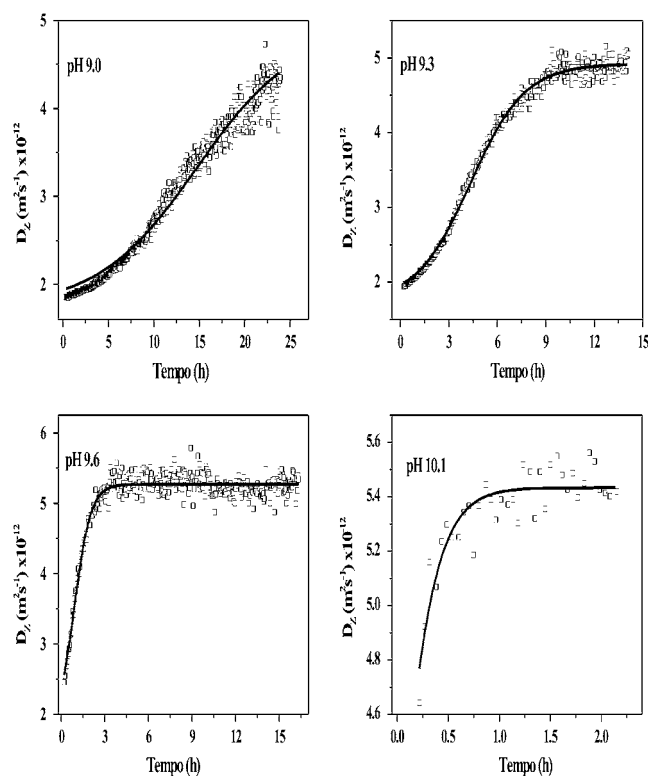 pH 9.0
D_Z (m²s⁻¹) x10⁻¹²
5
4
3
2
0 5 10 15 20 25
Tempo (h)
pH 9.3
D_Z (m²s⁻¹) x10⁻¹²
5
4
3
2
0 3 6 9 12 15
Tempo (h)
pH 9.6
D_Z (m²s⁻¹) x10⁻¹²
6
5
4
3
2
0 3 6 9 12 15
Tempo (h)
pH 10.1
D_Z (m²s⁻¹) x10⁻¹²
5.6
5.4
5.2
5.0
4.8
4.6
0.0 0.5 1.0 1.5 2.0
Tempo (h)